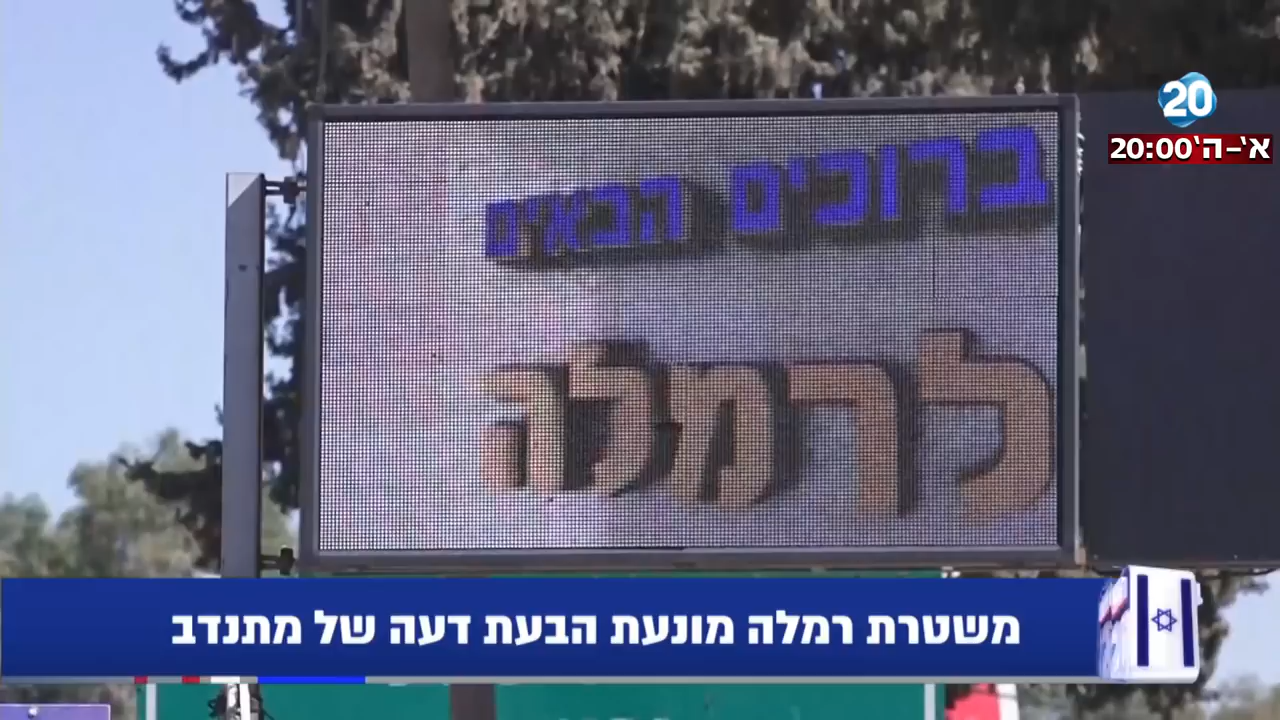 20
א'-ה' 20:00
ברוכים הבאים
לרמלה
משטרת רמלה מונעת הבעת דעה של מתנדב